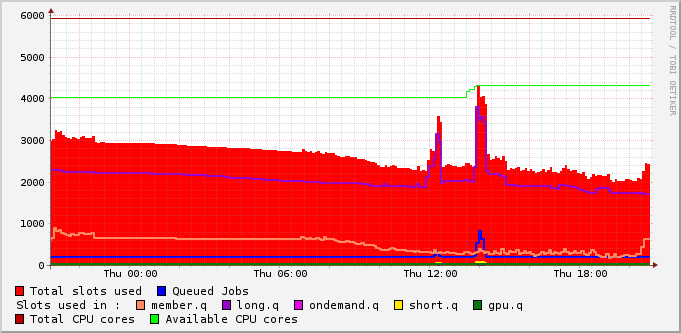 6000
5000
4000
3000
2000
1000
0
Thu 00:00 Thu 06:00 Thu 12:00 Thu 18:00
RRDTOOL / TOBI OETIKER
Total slots used Queued Jobs
Slots used in : member.q long.q ondemand.q short.q gpu.q
Total CPU cores Available CPU cores